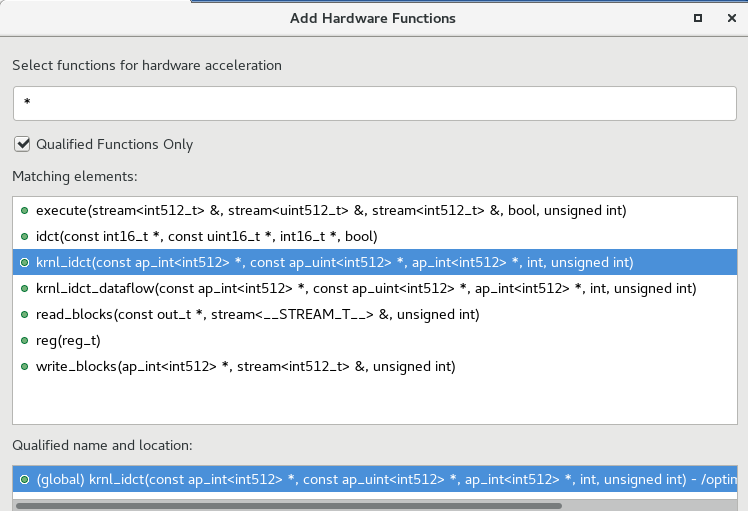 Add Hardware Functions
Select functions for hardware acceleration
*
Qualified Functions Only
Matching elements:
execute(stream<int512_t> &, stream<uint512_t> &, stream<int512_t> &, bool, unsigned int)
idct(const int16_t *, const uint16_t *, int16_t *, bool)
krnl_idct(const ap_int<int512> *, const ap_uint<int512> *, ap_int<int512> *, int, unsigned int)
krnl_idct_dataflow(const ap_int<int512> *, const ap_uint<int512> *, ap_int<int512> *, int, unsigned int)
read_blocks(const out_t *, stream<__STREAM_T__> &, unsigned int)
reg(reg_t)
write_blocks(ap_int<int512> *, stream<int512_t> &, unsigned int)
Qualified name and location:
(global) krnl_idct(const ap_int<int512> *, const ap_uint<int512> *, ap_int<int512> *, int, unsigned int) - /optim